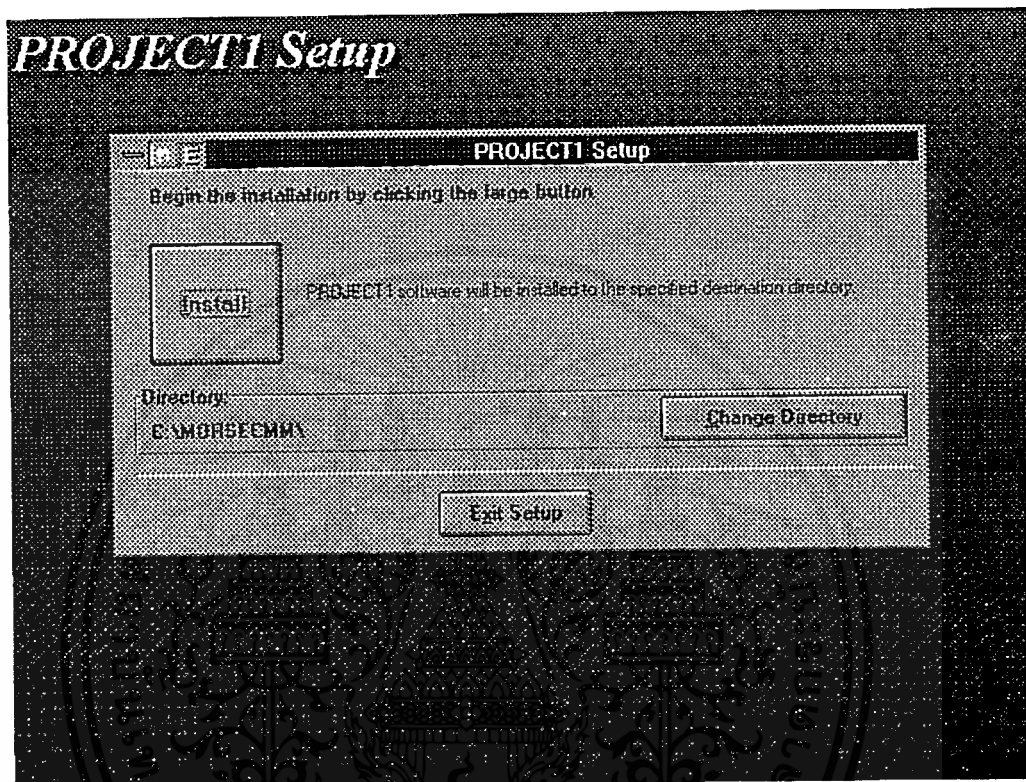 PROJECT1 Setup
PROJECT1 Setup
Begin the installation by clicking the large button.
Install
PROJECT1 software will be installed to the specified destination directory.
Directory:
C:\MORSECMM\
Change Directory
Exit Setup